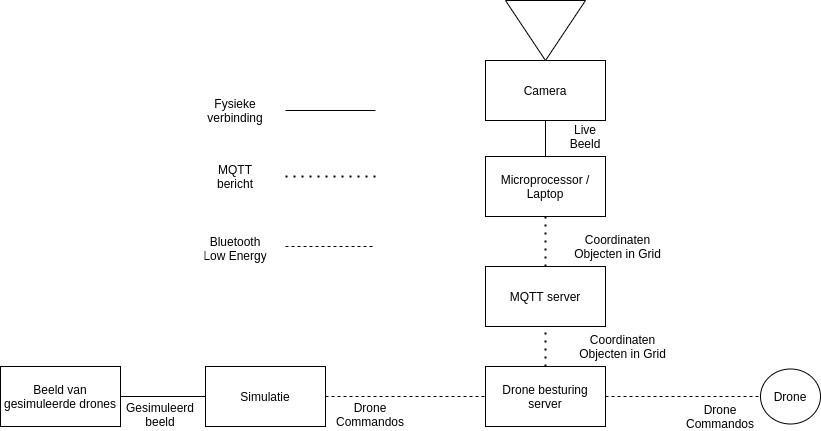 Camera
Fysieke
verbinding
Live
Beeld
MQTT
bericht
Microprocessor /
Laptop
Bluetooth
Low Energy
Coordinaten
Objecten in Grid
MQTT server
Coordinaten
Objecten in Grid
Beeld van
gesimuleerde drones
Gesimuleerd
beeld
Simulatie
Drone
Commandos
Drone besturing
server
Drone
Commandos
Drone